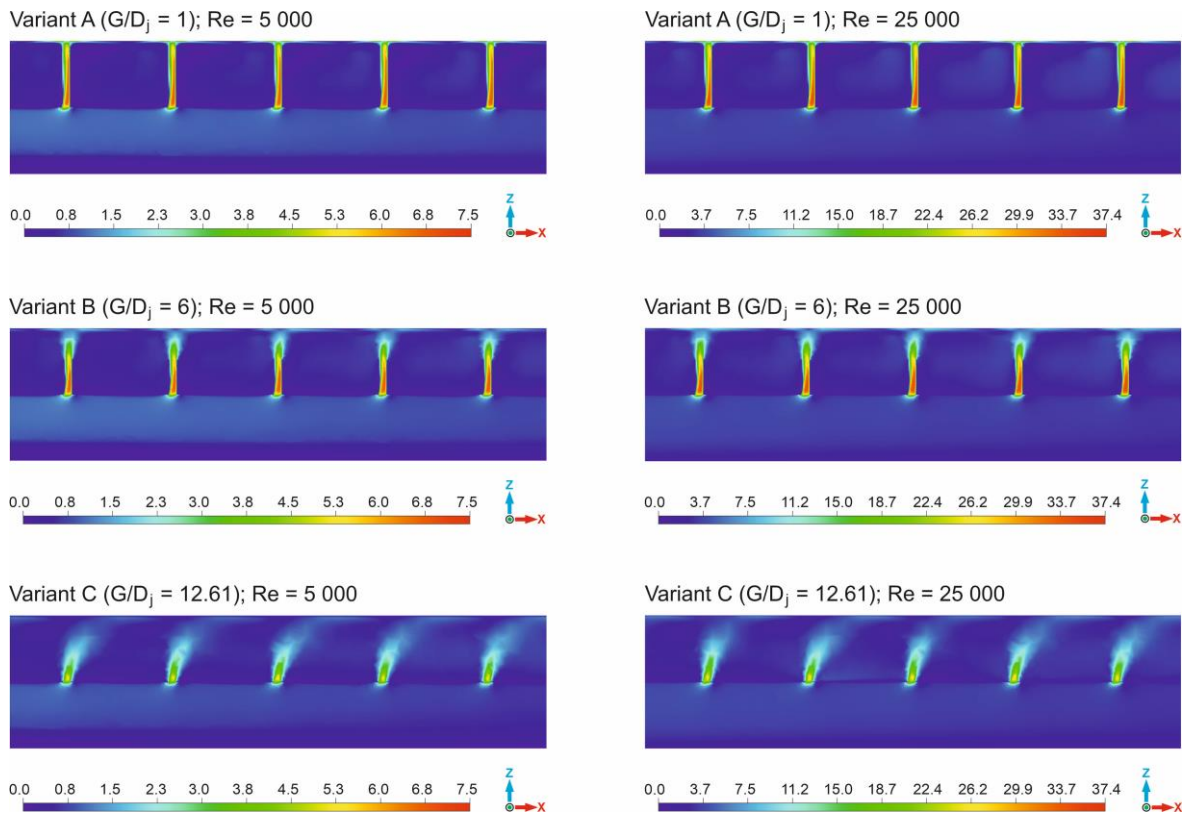 Variant A (G/Dj = 1); Re = 5 000
Variant A (G/Dj = 1); Re = 25 000
0.0 0.8 1.5 2.3 3.0 3.8 4.5 5.3 6.0 6.8 7.5 Z X
0.0 3.7 7.5 11.2 15.0 18.7 22.4 26.2 29.9 33.7 37.4 Z X
Variant B (G/Dj = 6); Re = 5 000
Variant B (G/Dj = 6); Re = 25 000
0.0 0.8 1.5 2.3 3.0 3.8 4.5 5.3 6.0 6.8 7.5 Z X
0.0 3.7 7.5 11.2 15.0 18.7 22.4 26.2 29.9 33.7 37.4 Z X
Variant C (G/Dj = 12.61); Re = 5 000
Variant C (G/Dj = 12.61); Re = 25 000
0.0 0.8 1.5 2.3 3.0 3.8 4.5 5.3 6.0 6.8 7.5 Z X
0.0 3.7 7.5 11.2 15.0 18.7 22.4 26.2 29.9 33.7 37.4 Z X